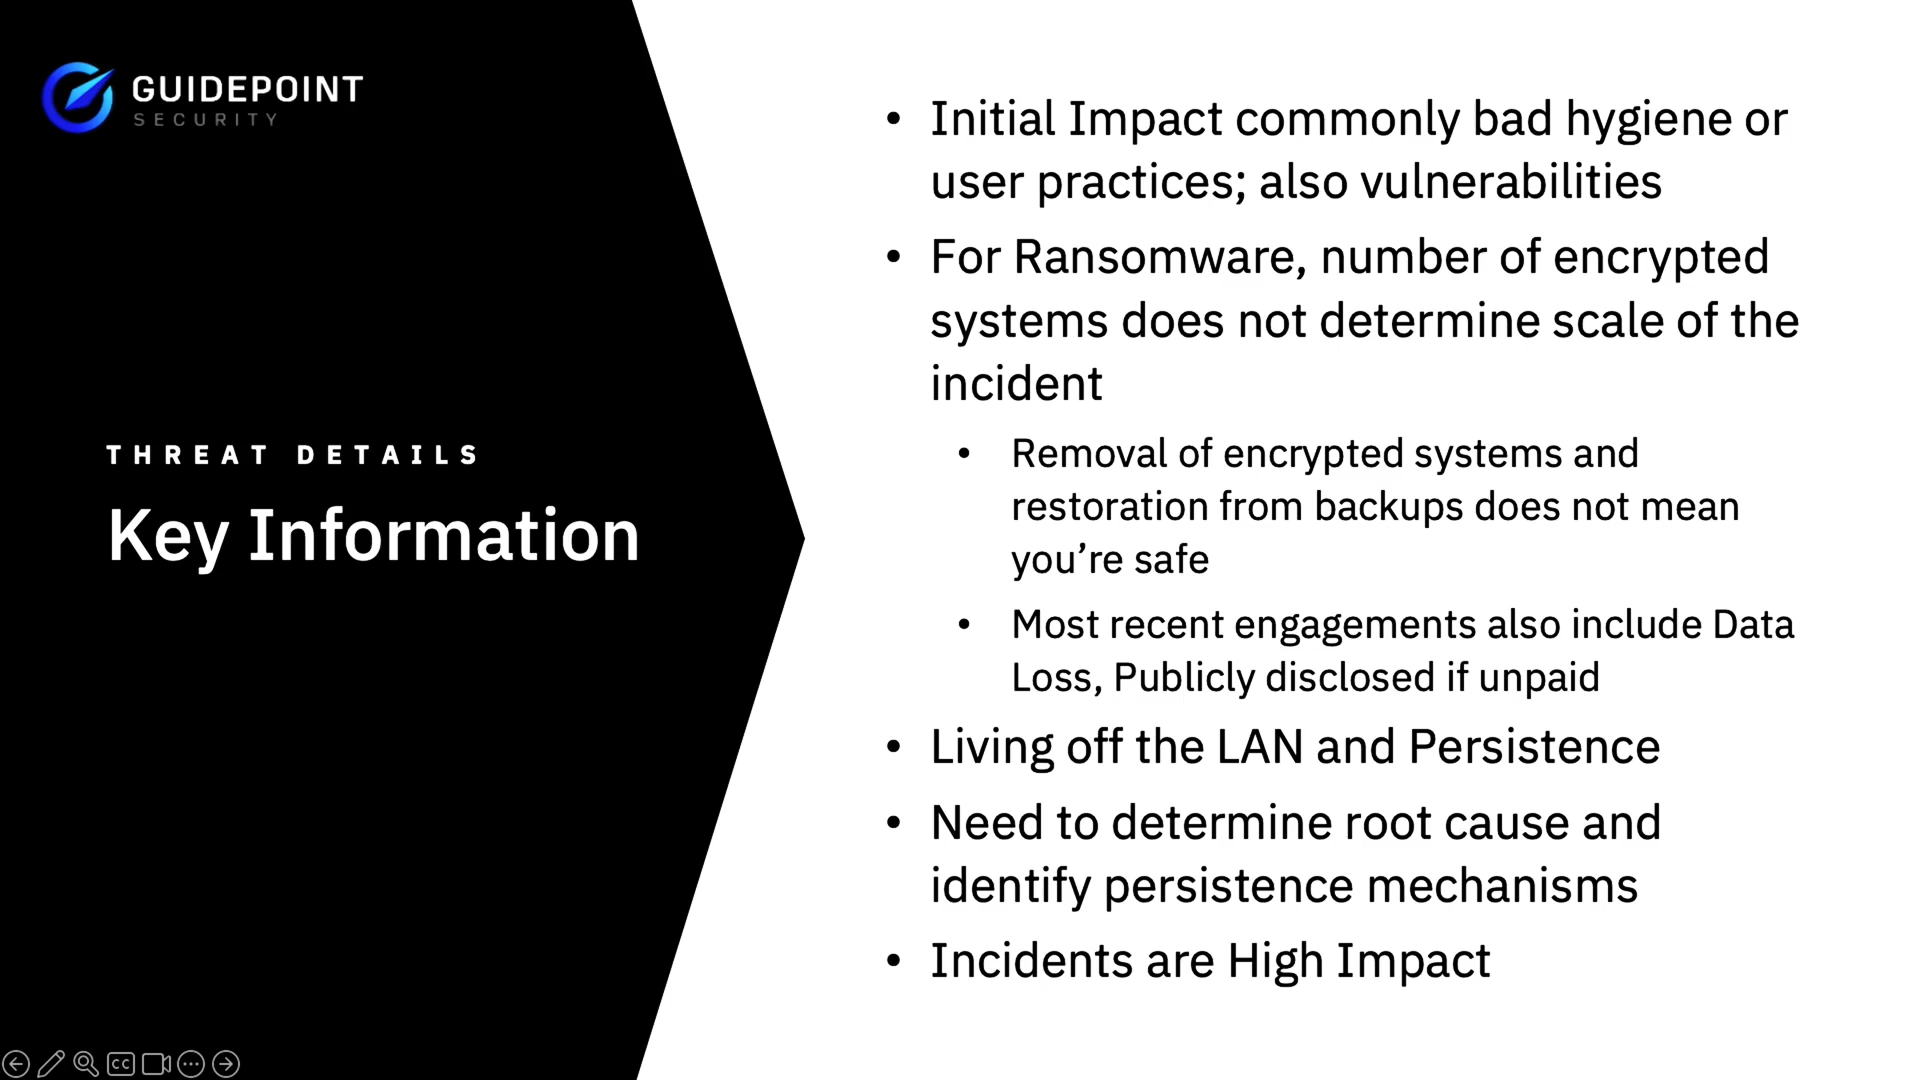 GUIDEPOINT
SECURITY
THREAT DETAILS
Key Information
• Initial Impact commonly bad hygiene or
user practices; also vulnerabilities
• For Ransomware, number of encrypted
systems does not determine scale of the
incident
• Removal of encrypted systems and
restoration from backups does not mean
you’re safe
• Most recent engagements also include Data
Loss, Publicly disclosed if unpaid
• Living off the LAN and Persistence
• Need to determine root cause and
identify persistence mechanisms
• Incidents are High Impact
CC